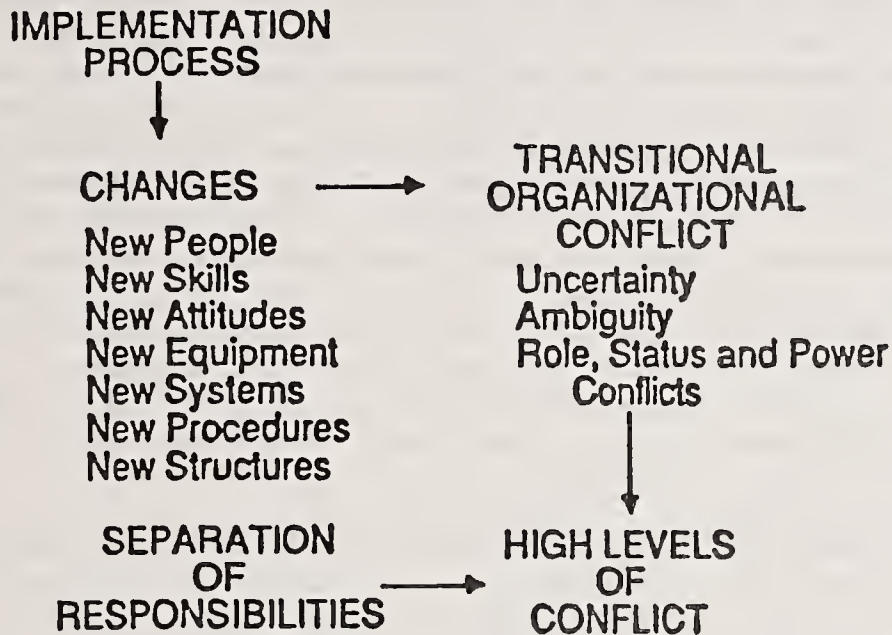 IMPLEMENTATION
PROCESS
CHANGES
New People
New Skills
New Attitudes
New Equipment
New Systems
New Procedures
New Structures
TRANSITIONAL
ORGANIZATIONAL
CONFLICT
Uncertainty
Ambiguity
Role, Status and Power
Conflicts
SEPARATION
OF
RESPONSIBILITIES
HIGH LEVELS
OF
CONFLICT